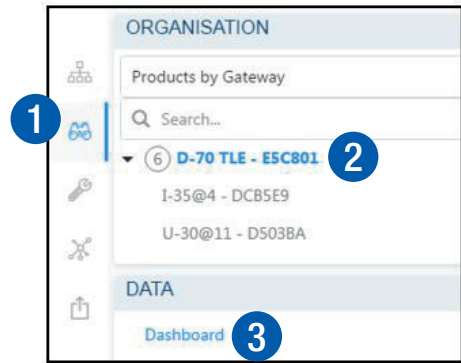 ORGANISATION
Products by Gateway
1
Search...
6 D-70 TLE - E5C801 2
I-35@4 - DCB5E9
U-30@11 - D503BA
DATA
Dashboard 3